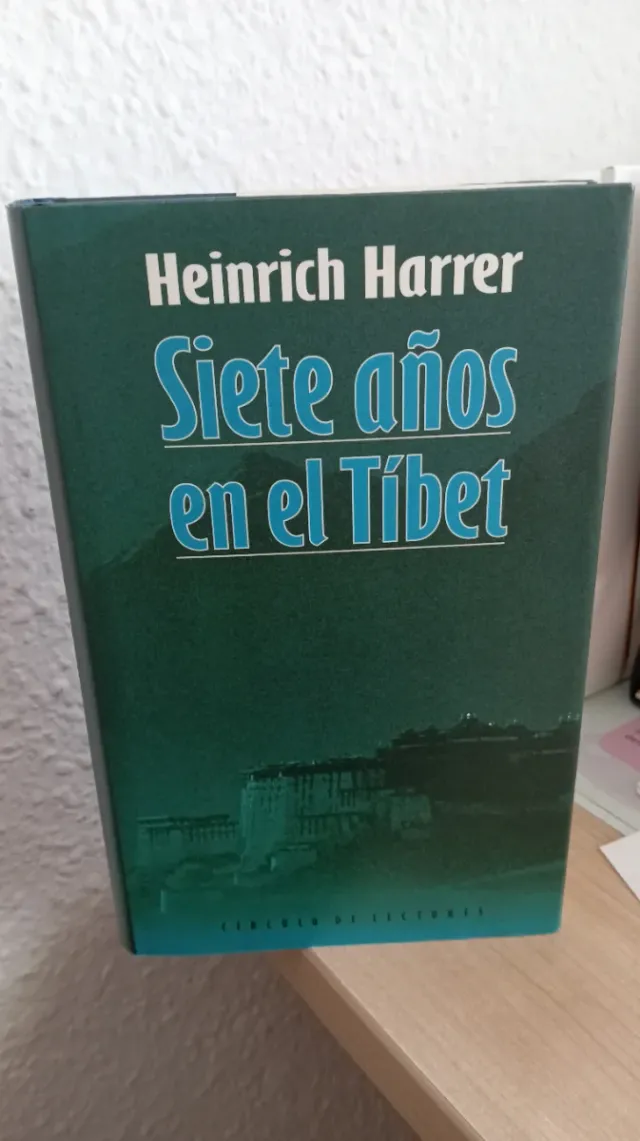 Heinrich Harrer
Siete años
en el Tíbet
CÍRCULO DE LECTORES